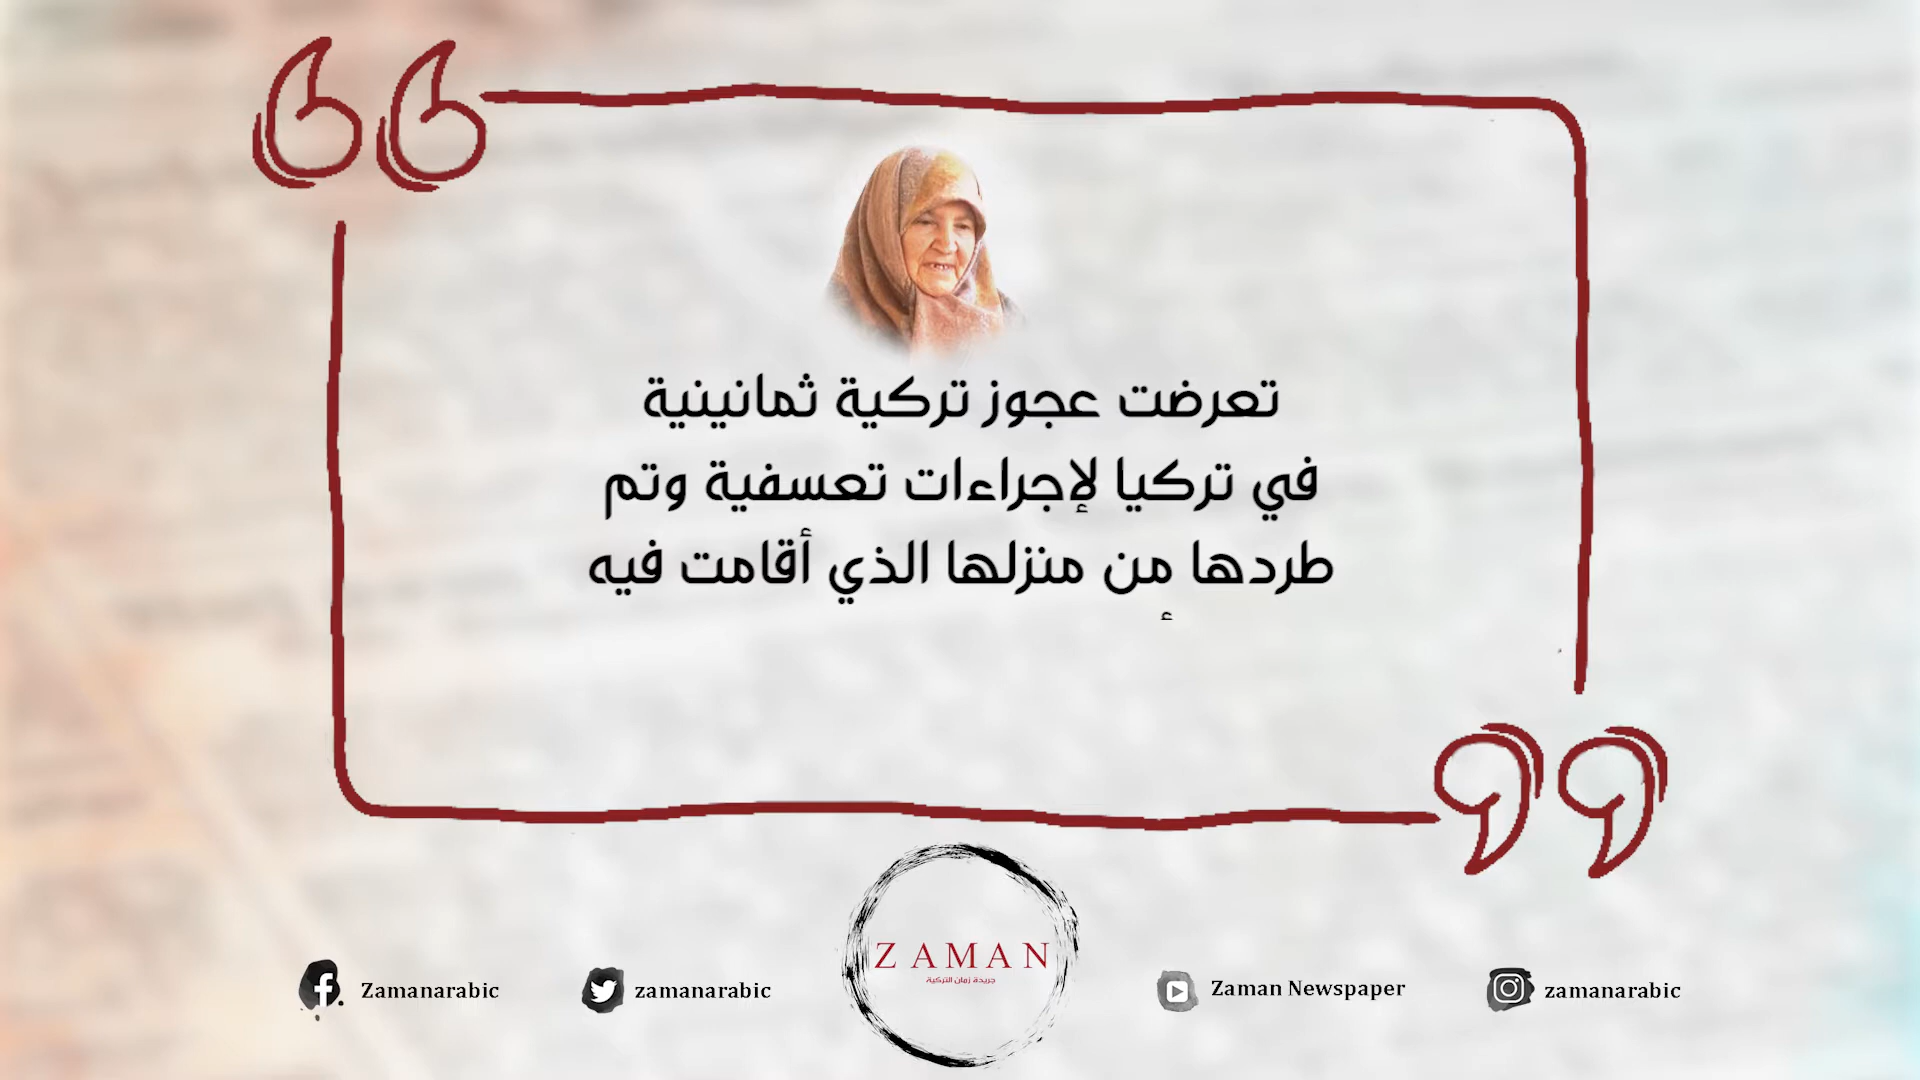 تعرضت عجوز تركية ثمانينية
في تركيا لإجراءات تعسفية وتم
طردها من منزلها الذي أقامت فيه
ZAMAN
جريدة زمان التركية
Zamanarabic
zamanarabic
Zaman Newspaper
zamanarabic